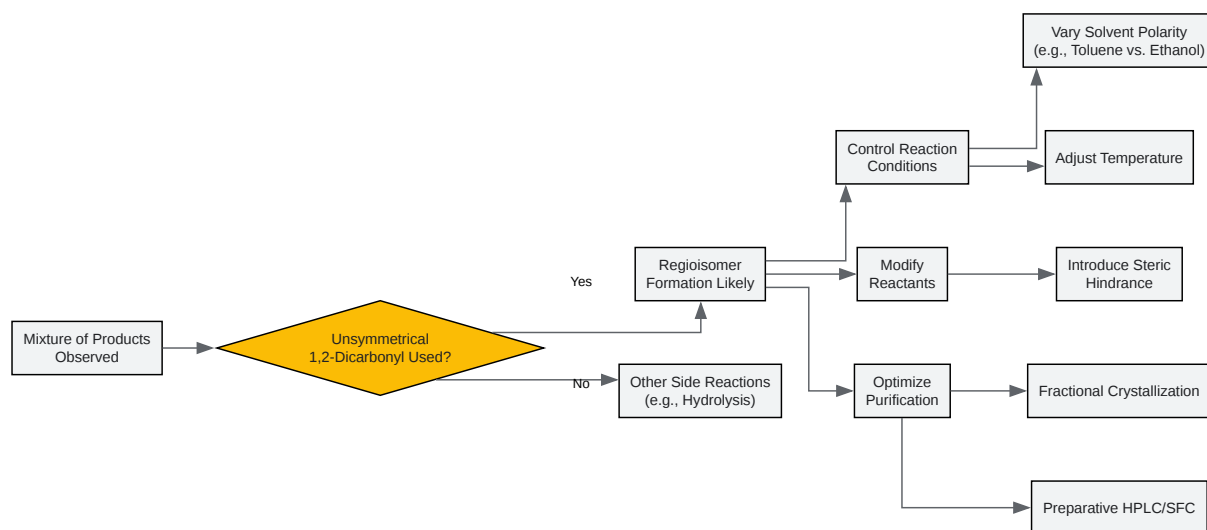 Mixture of Products
Observed
Unsymmetrical
1,2-Dicarbonyl Used?
Yes
No
Regioisomer
Formation Likely
Other Side Reactions
(e.g., Hydrolysis)
Control Reaction
Conditions
Vary Solvent Polarity
(e.g., Toluene vs. Ethanol)
Adjust Temperature
Modify
Reactants
Introduce Steric
Hindrance
Optimize
Purification
Fractional Crystallization
Preparative HPLC/SFC